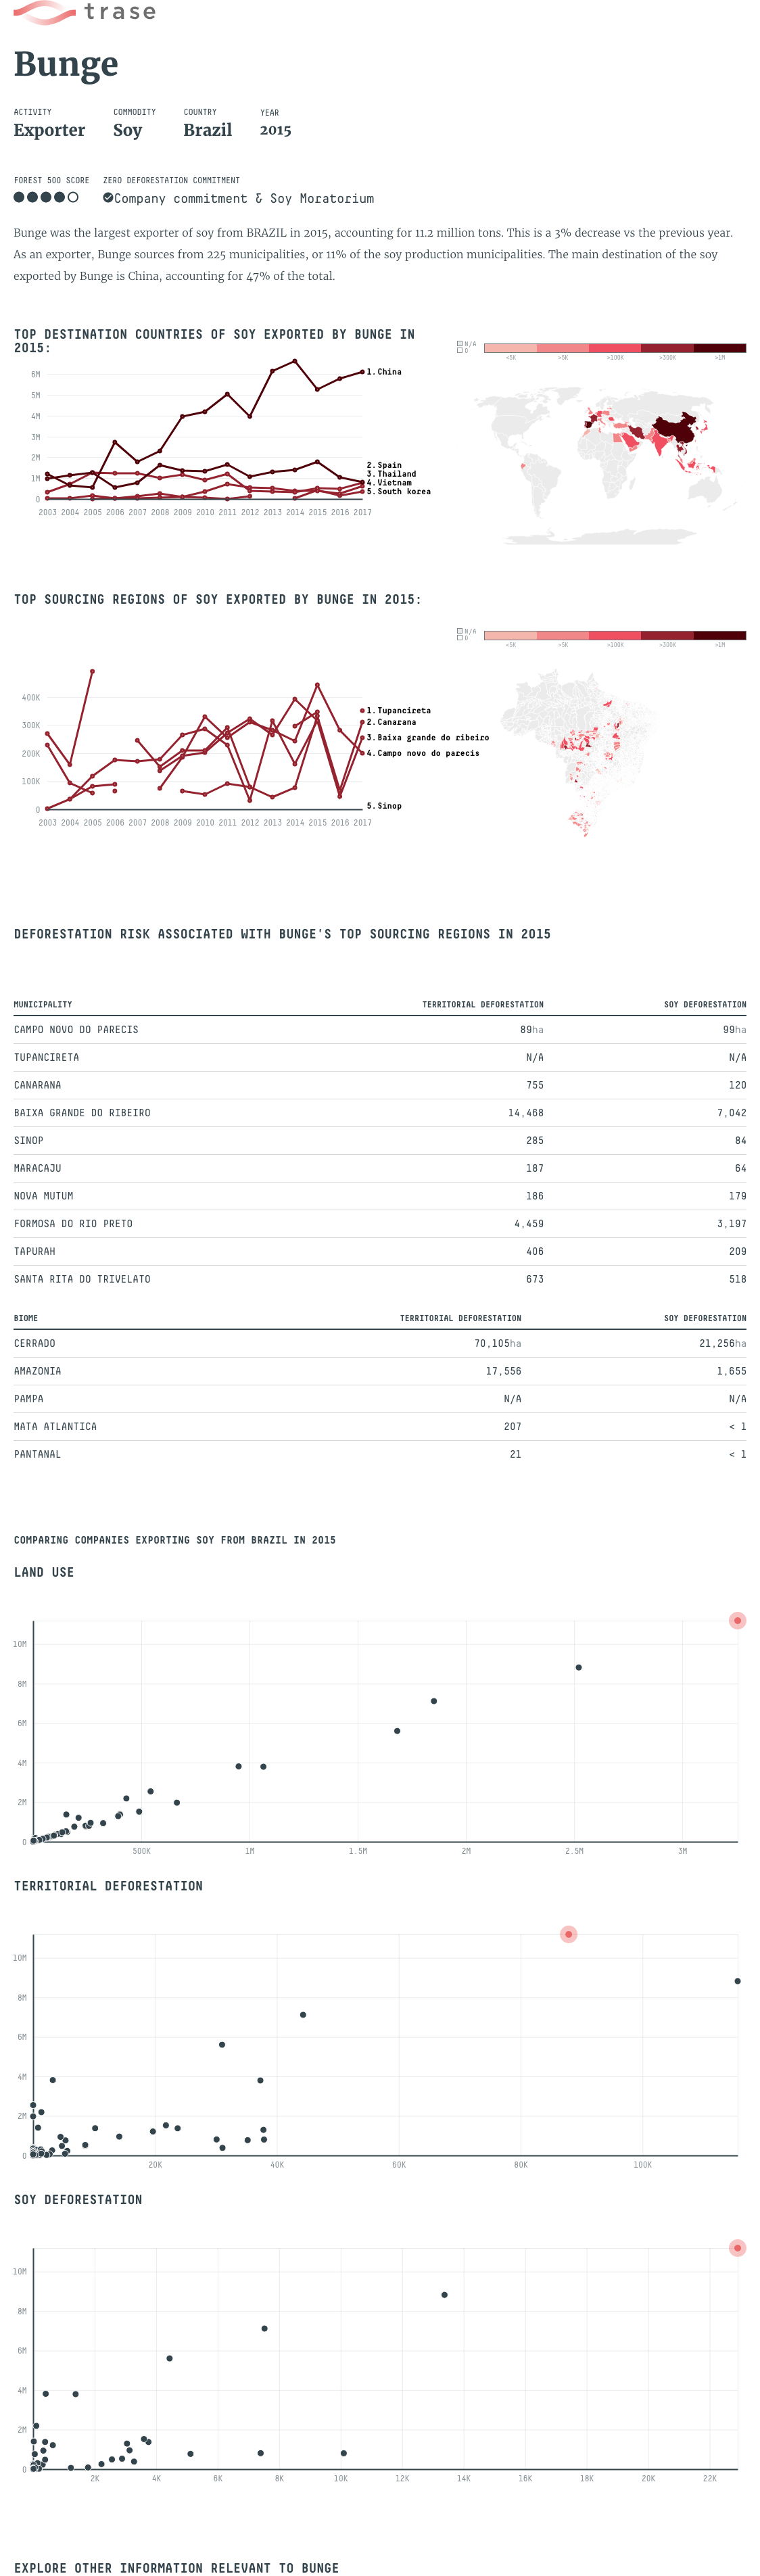 trase
Bunge
ACTIVITY COMMODITY COUNTRY YEAR
Exporter Soy Brazil 2015
FOREST 500 SCORE ZERO DEFORESTATION COMMITMENT
Company commitment & Soy Moratorium
Bunge was the largest exporter of soy from BRAZIL in 2015, accounting for 11.2 million tons. This is a 3% decrease vs the previous year.
As an exporter, Bunge sources from 225 municipalities, or 11% of the soy production municipalities. The main destination of the soy
exported by Bunge is China, accounting for 47% of the total.
TOP DESTINATION COUNTRIES OF SOY EXPORTED BY BUNGE IN
2015:
N/A
0
<5K >5K >100K >300K >1M
6M
5M
4M
3M
2M
1M
0
1. China
2. Spain
3. Thailand
4. Vietnam
5. South korea
2003 2004 2005 2006 2007 2008 2009 2010 2011 2012 2013 2014 2015 2016 2017
TOP SOURCING REGIONS OF SOY EXPORTED BY BUNGE IN 2015:
N/A
0
<5K >5K >100K >300K >1M
400K
300K
200K
100K
0
1. Tupancireta
2. Canarana
3. Baixa grande do ribeiro
4. Campo novo do parecis
5. Sinop
2003 2004 2005 2006 2007 2008 2009 2010 2011 2012 2013 2014 2015 2016 2017
DEFORESTATION RISK ASSOCIATED WITH BUNGE'S TOP SOURCING REGIONS IN 2015
MUNICIPALITY TERRITORIAL DEFORESTATION SOY DEFORESTATION
CAMPO NOVO DO PARECIS 89ha 99ha
TUPANCIRETA N/A N/A
CANARANA 755 120
BAIXA GRANDE DO RIBEIRO 14,468 7,042
SINOP 285 84
MARACAJU 187 64
NOVA MUTUM 186 179
FORMOSA DO RIO PRETO 4,459 3,197
TAPURAH 406 209
SANTA RITA DO TRIVELATO 673 518
BIOME TERRITORIAL DEFORESTATION SOY DEFORESTATION
CERRADO 70,105ha 21,256ha
AMAZONIA 17,556 1,655
PAMPA N/A N/A
MATA ATLANTICA 207 < 1
PANTANAL 21 < 1
COMPARING COMPANIES EXPORTING SOY FROM BRAZIL IN 2015
LAND USE
10M
8M
6M
4M
2M
0
500K 1M 1.5M 2M 2.5M 3M
TERRITORIAL DEFORESTATION
10M
8M
6M
4M
2M
0
20K 40K 60K 80K 100K
SOY DEFORESTATION
10M
8M
6M
4M
2M
0
2K 4K 6K 8K 10K 12K 14K 16K 18K 20K 22K
EXPLORE OTHER INFORMATION RELEVANT TO BUNGE